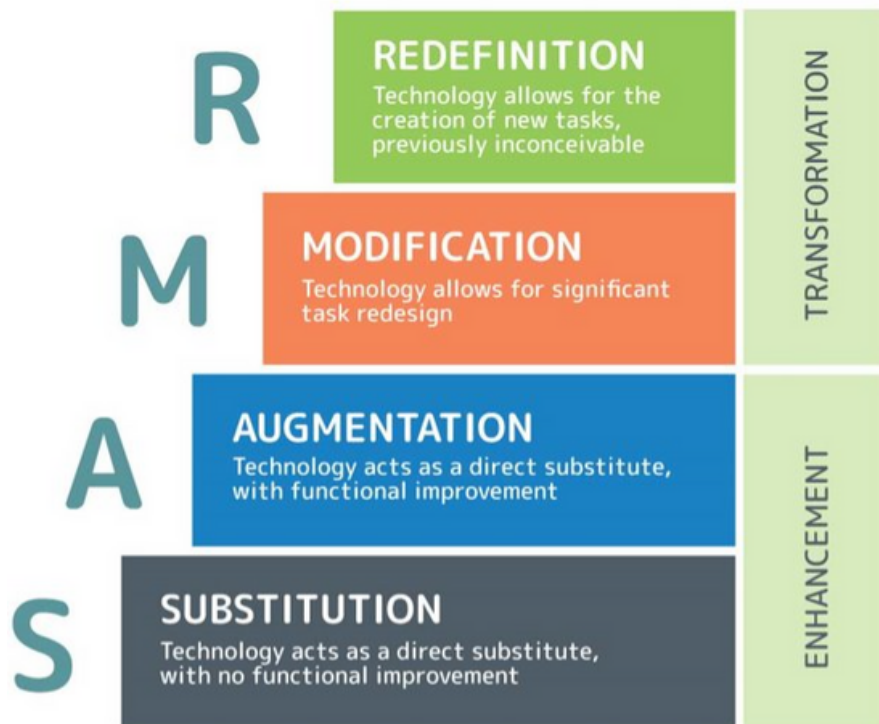 R
REDEFINITION
Technology allows for the
creation of new tasks,
previously inconceivable
M
MODIFICATION
Technology allows for significant
task redesign
TRANSFORMATION
A
AUGMENTATION
Technology acts as a direct substitute,
with functional improvement
S
SUBSTITUTION
Technology acts as a direct substitute,
with no functional improvement
ENHANCEMENT